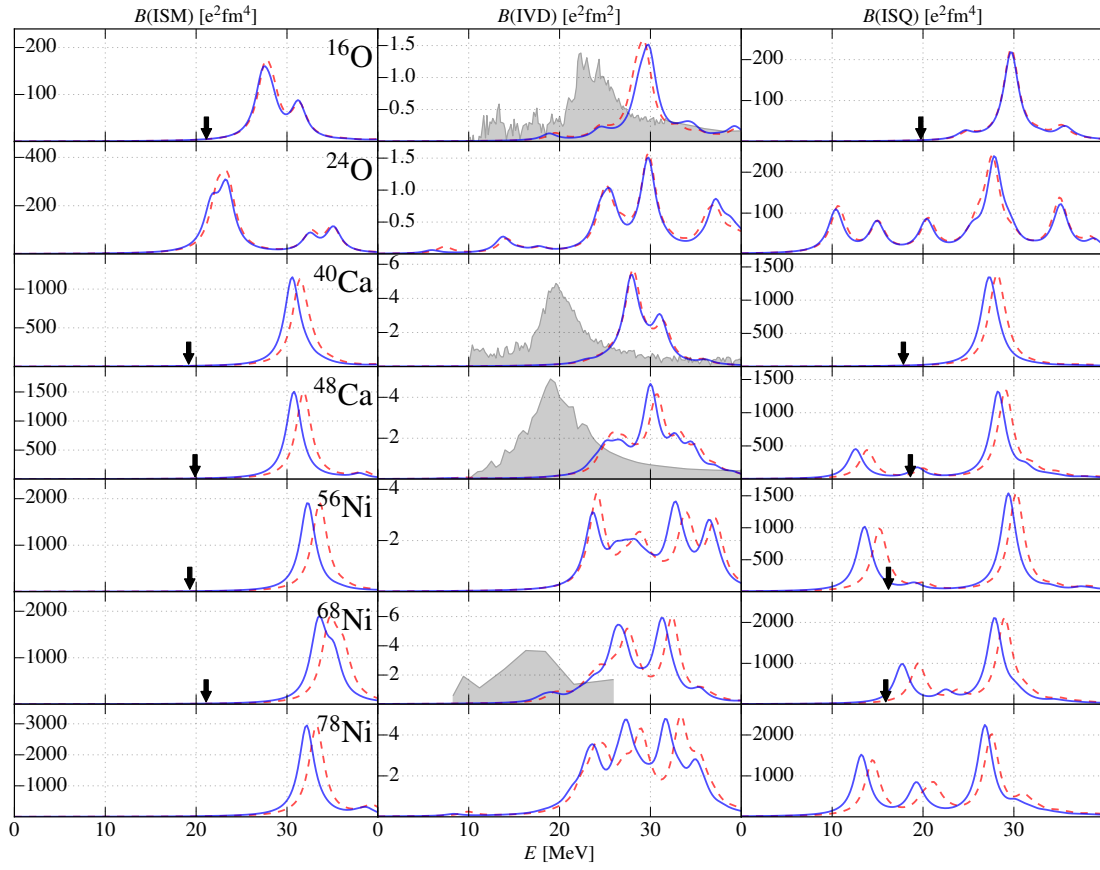 B(ISM) [e²fm⁴] B(IVD) [e²fm²] B(ISQ) [e²fm⁴]
200 100 ¹⁶O 1.5 1.0 0.5 200 100
400 200 ²⁴O 1.5 1.0 0.5 200 100
1000 500 ⁴⁰Ca 6 4 2 1500 1000 500
1500 1000 500 ⁴⁸Ca 4 2 1500 1000 500
2000 1000 ⁵⁶Ni 4 2 1500 1000 500
2000 1000 ⁶⁸Ni 6 4 2 2000 1000
3000 2000 1000 ⁷⁸Ni 4 2 2000 1000
0 10 20 30 0 10 20 30 0 10 20 30
E [MeV]